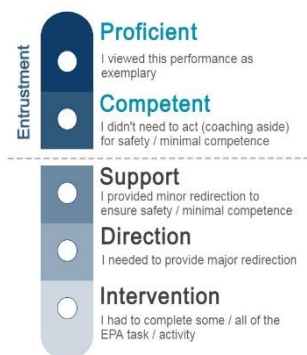 Entrustment
Proficient
I viewed this performance as
exemplary
Competent
I didn't need to act (coaching aside)
for safety / minimal competence
Support
I provided minor redirection to
ensure safety / minimal competence
Direction
I needed to provide major redirection
Intervention
I had to complete some / all of the
EPA task / activity